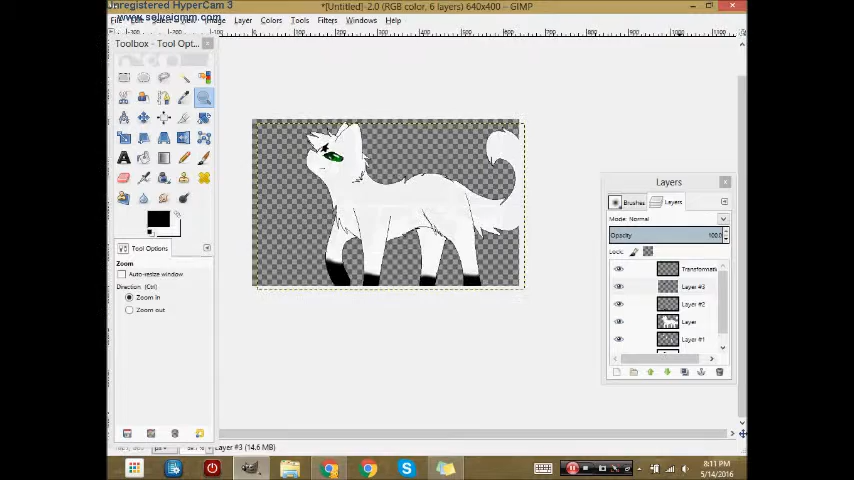 Unregistered HyperCam 3
*[Untitled]-2.0 (RGB color, 6 layers) 640x400 – GIMP
www.solveigmm.com
File Edit Select View Image Layer Colors Tools Filters Windows Help
Toolbox - Tool Opt...
Layers
Brushes Layers
Mode: Normal
Opacity 100.0
Lock:
Tool Options
Zoom
Auto-resize window
Direction: (Ctrl)
Zoom in
Zoom out
Transformati
Layer #3
Layer #2
Layer
Layer #1
Layer #3 (14.6 MB)
8:11 PM
5/14/2016